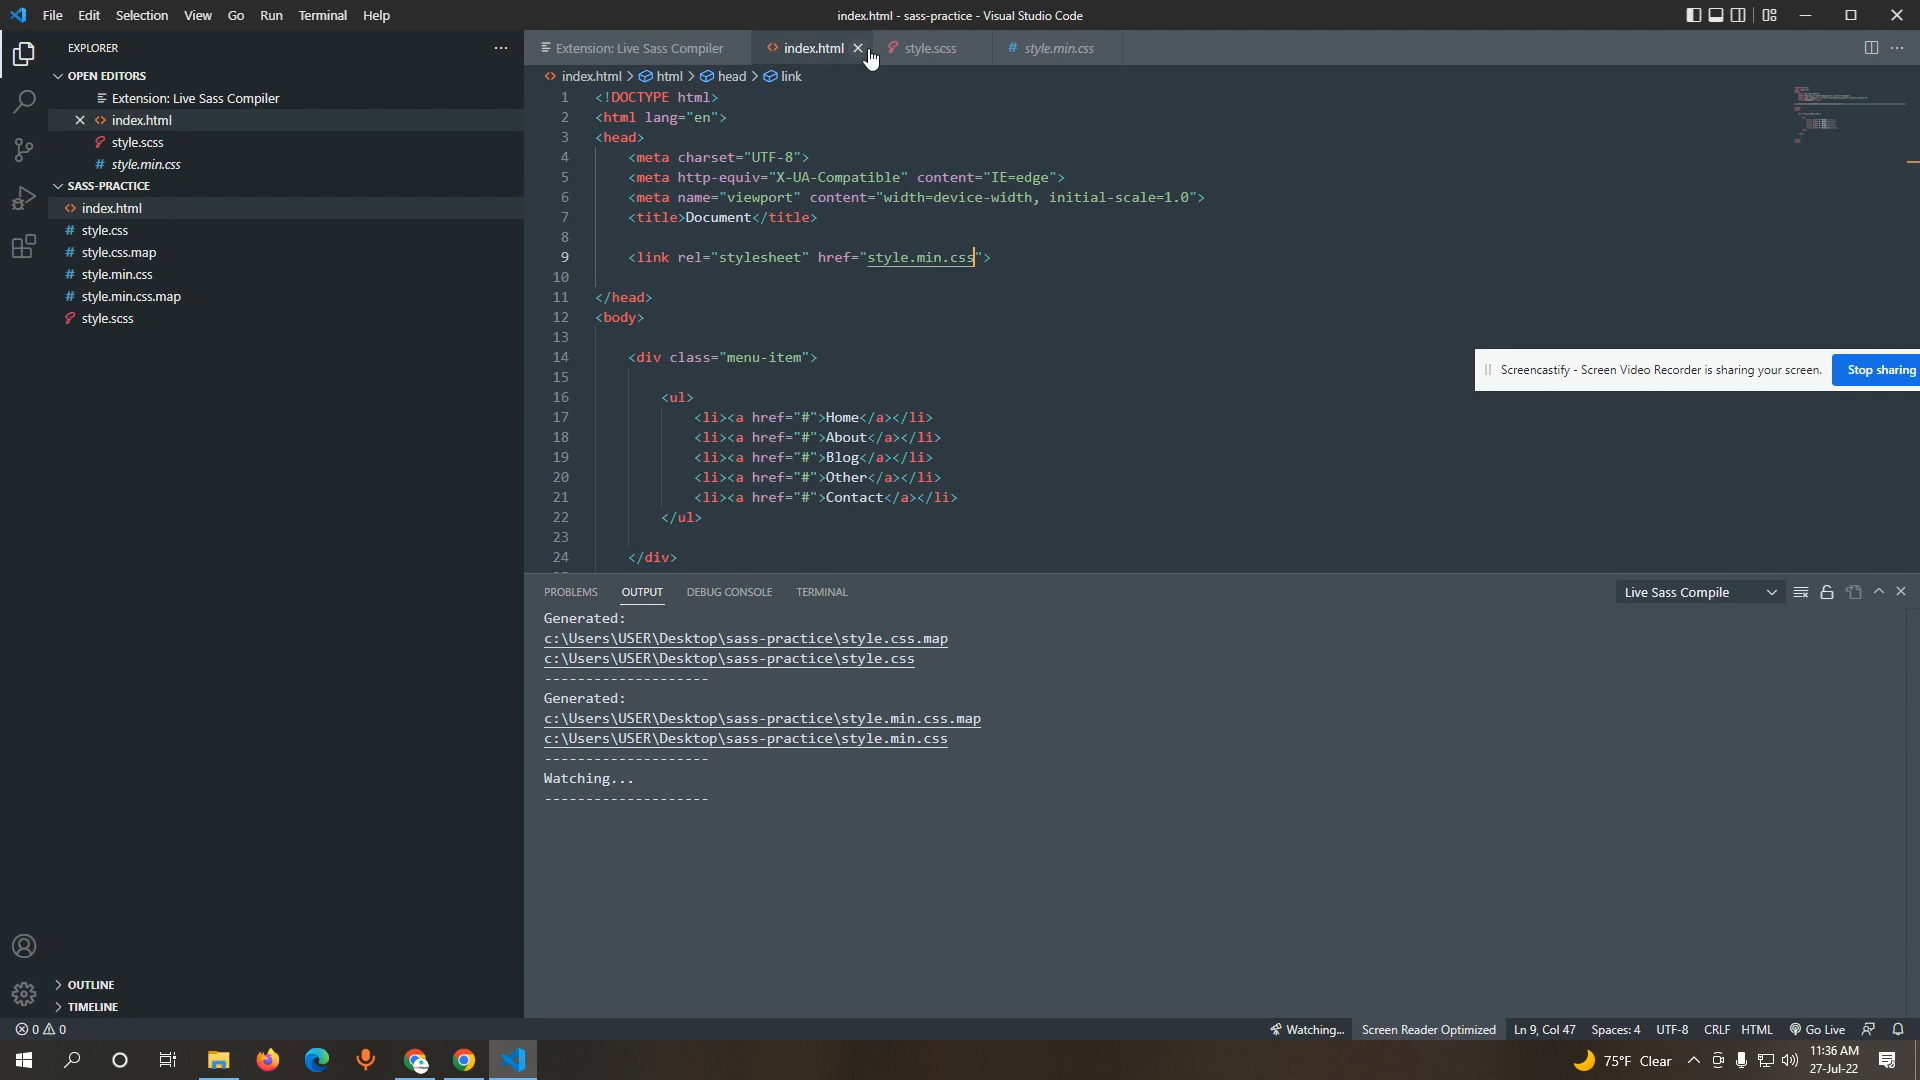 File Edit Selection View Go Run Terminal Help
index.html - sass-practice - Visual Studio Code
EXPLORER
OPEN EDITORS
Extension: Live Sass Compiler
index.html
style.scss
style.min.css
SASS-PRACTICE
index.html
style.css
style.css.map
style.min.css
style.min.css.map
style.scss
OUTLINE
TIMELINE
Extension: Live Sass Compiler index.html style.scss style.min.css
index.html > html > head > link
1 <!DOCTYPE html>
2 <html lang="en">
3 <head>
4 <meta charset="UTF-8">
5 <meta http-equiv="X-UA-Compatible" content="IE=edge">
6 <meta name="viewport" content="width=device-width, initial-scale=1.0">
7 <title>Document</title>
8
9 <link rel="stylesheet" href="style.min.css">
10
11 </head>
12 <body>
13
14 <div class="menu-item">
15
16 <ul>
17 <li><a href="#">Home</a></li>
18 <li><a href="#">About</a></li>
19 <li><a href="#">Blog</a></li>
20 <li><a href="#">Other</a></li>
21 <li><a href="#">Contact</a></li>
22 </ul>
23
24 </div>
Screencastify - Screen Video Recorder is sharing your screen. Stop sharing
PROBLEMS OUTPUT DEBUG CONSOLE TERMINAL
Live Sass Compile
Generated:
c:\Users\USER\Desktop\sass-practice\style.css.map
c:\Users\USER\Desktop\sass-practice\style.css
--------------------
Generated:
c:\Users\USER\Desktop\sass-practice\style.min.css.map
c:\Users\USER\Desktop\sass-practice\style.min.css
--------------------
Watching...
--------------------
0 0
Watching... Screen Reader Optimized Ln 9, Col 47 Spaces: 4 UTF-8 CRLF HTML Go Live
75°F Clear
11:36 AM
27-Jul-22